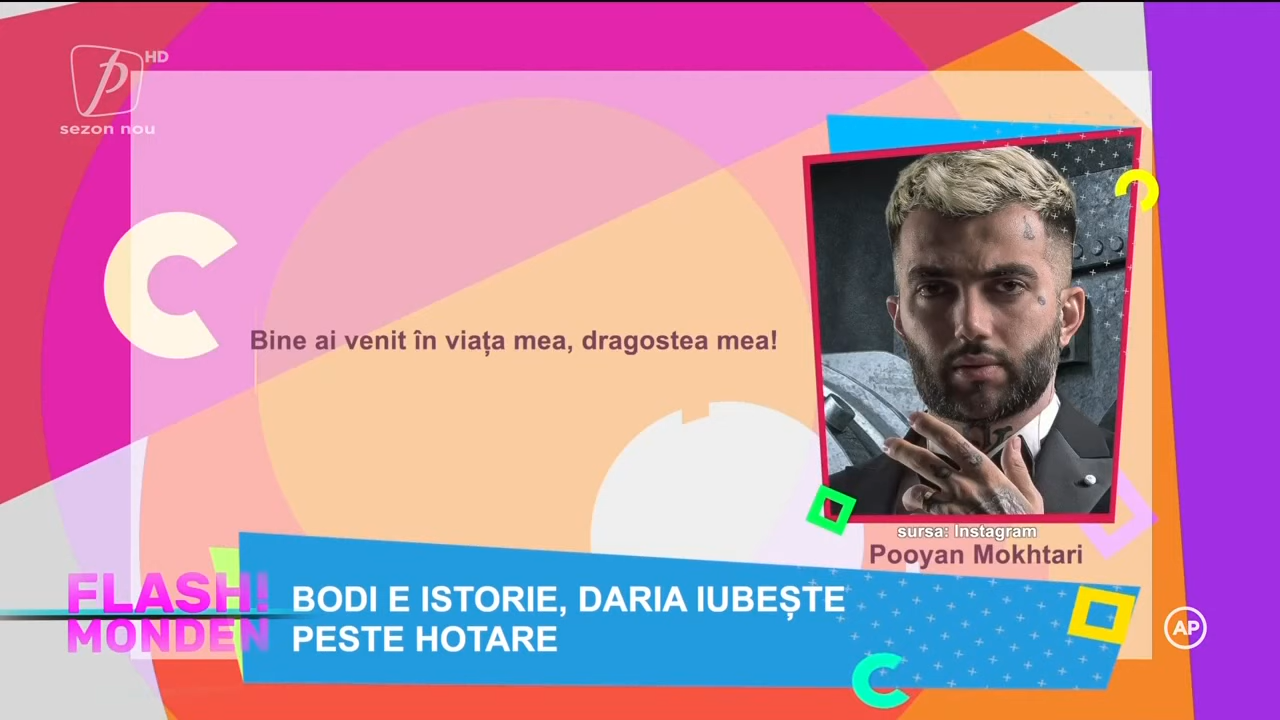 HD
sezon nou
Bine ai venit în viața mea, dragostea mea!
sursa: Instagram
Pooyan Mokhtari
FLASH!
MONDEN
BODI E ISTORIE, DARIA IUBEȘTE
PESTE HOTARE
AP